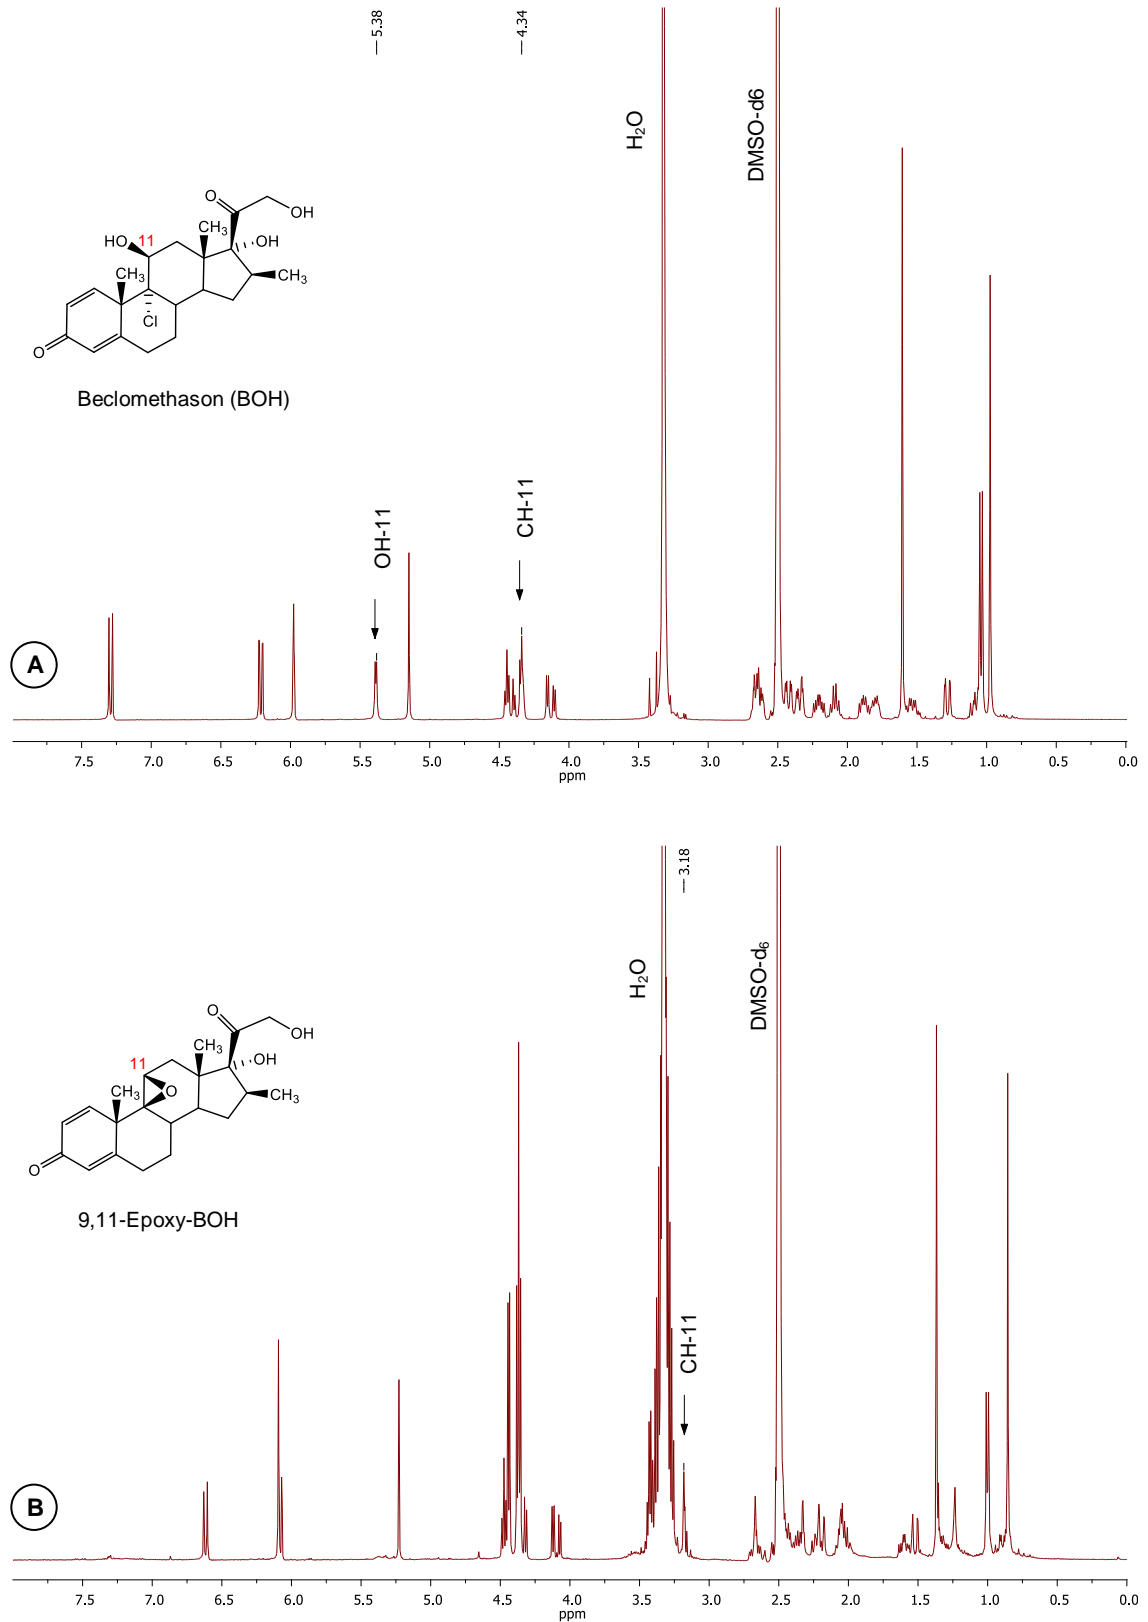 5.38
4.34
H₂O
DMSO-d6
O
OH
CH₃
HO
11
OH
CH₃
CH₃
Cl
O
Beclomethason (BOH)
OH-11
CH-11
A
7.5 7.0 6.5 6.0 5.5 5.0 4.5 4.0 3.5 3.0 2.5 2.0 1.5 1.0 0.5 0.0
ppm
3.18
H₂O
DMSO-d₆
O
OH
CH₃
11
OH
CH₃
O
CH₃
O
9,11-Epoxy-BOH
CH-11
B
7.5 7.0 6.5 6.0 5.5 5.0 4.5 4.0 3.5 3.0 2.5 2.0 1.5 1.0 0.5 0.0
ppm